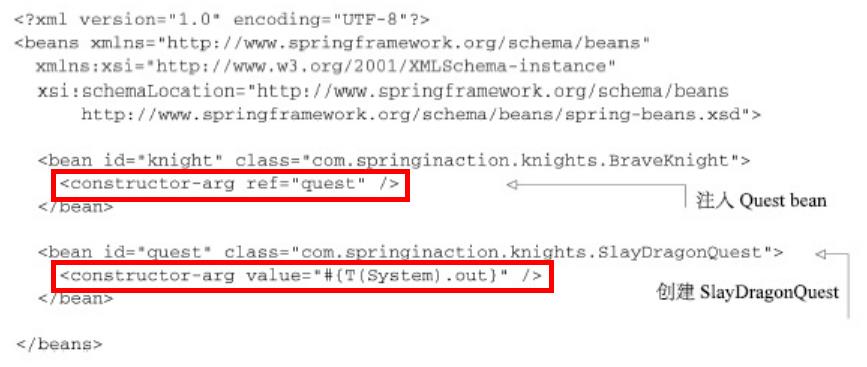 <?xml version="1.0" encoding="UTF-8"?>
<beans xmlns="http://www.springframework.org/schema/beans"
xmlns:xsi="http://www.w3.org/2001/XMLSchema-instance"
xsi:schemaLocation="http://www.springframework.org/schema/beans
http://www.springframework.org/schema/beans/spring-beans.xsd">
<bean id="knight" class="com.springinaction.knights.BraveKnight">
<constructor-arg ref="quest" />
注入 Quest bean
</bean>
<bean id="quest" class="com.springinaction.knights.SlayDragonQuest">
<constructor-arg value="#{T(System).out}" />
创建 SlayDragonQuest
</bean>
</beans>